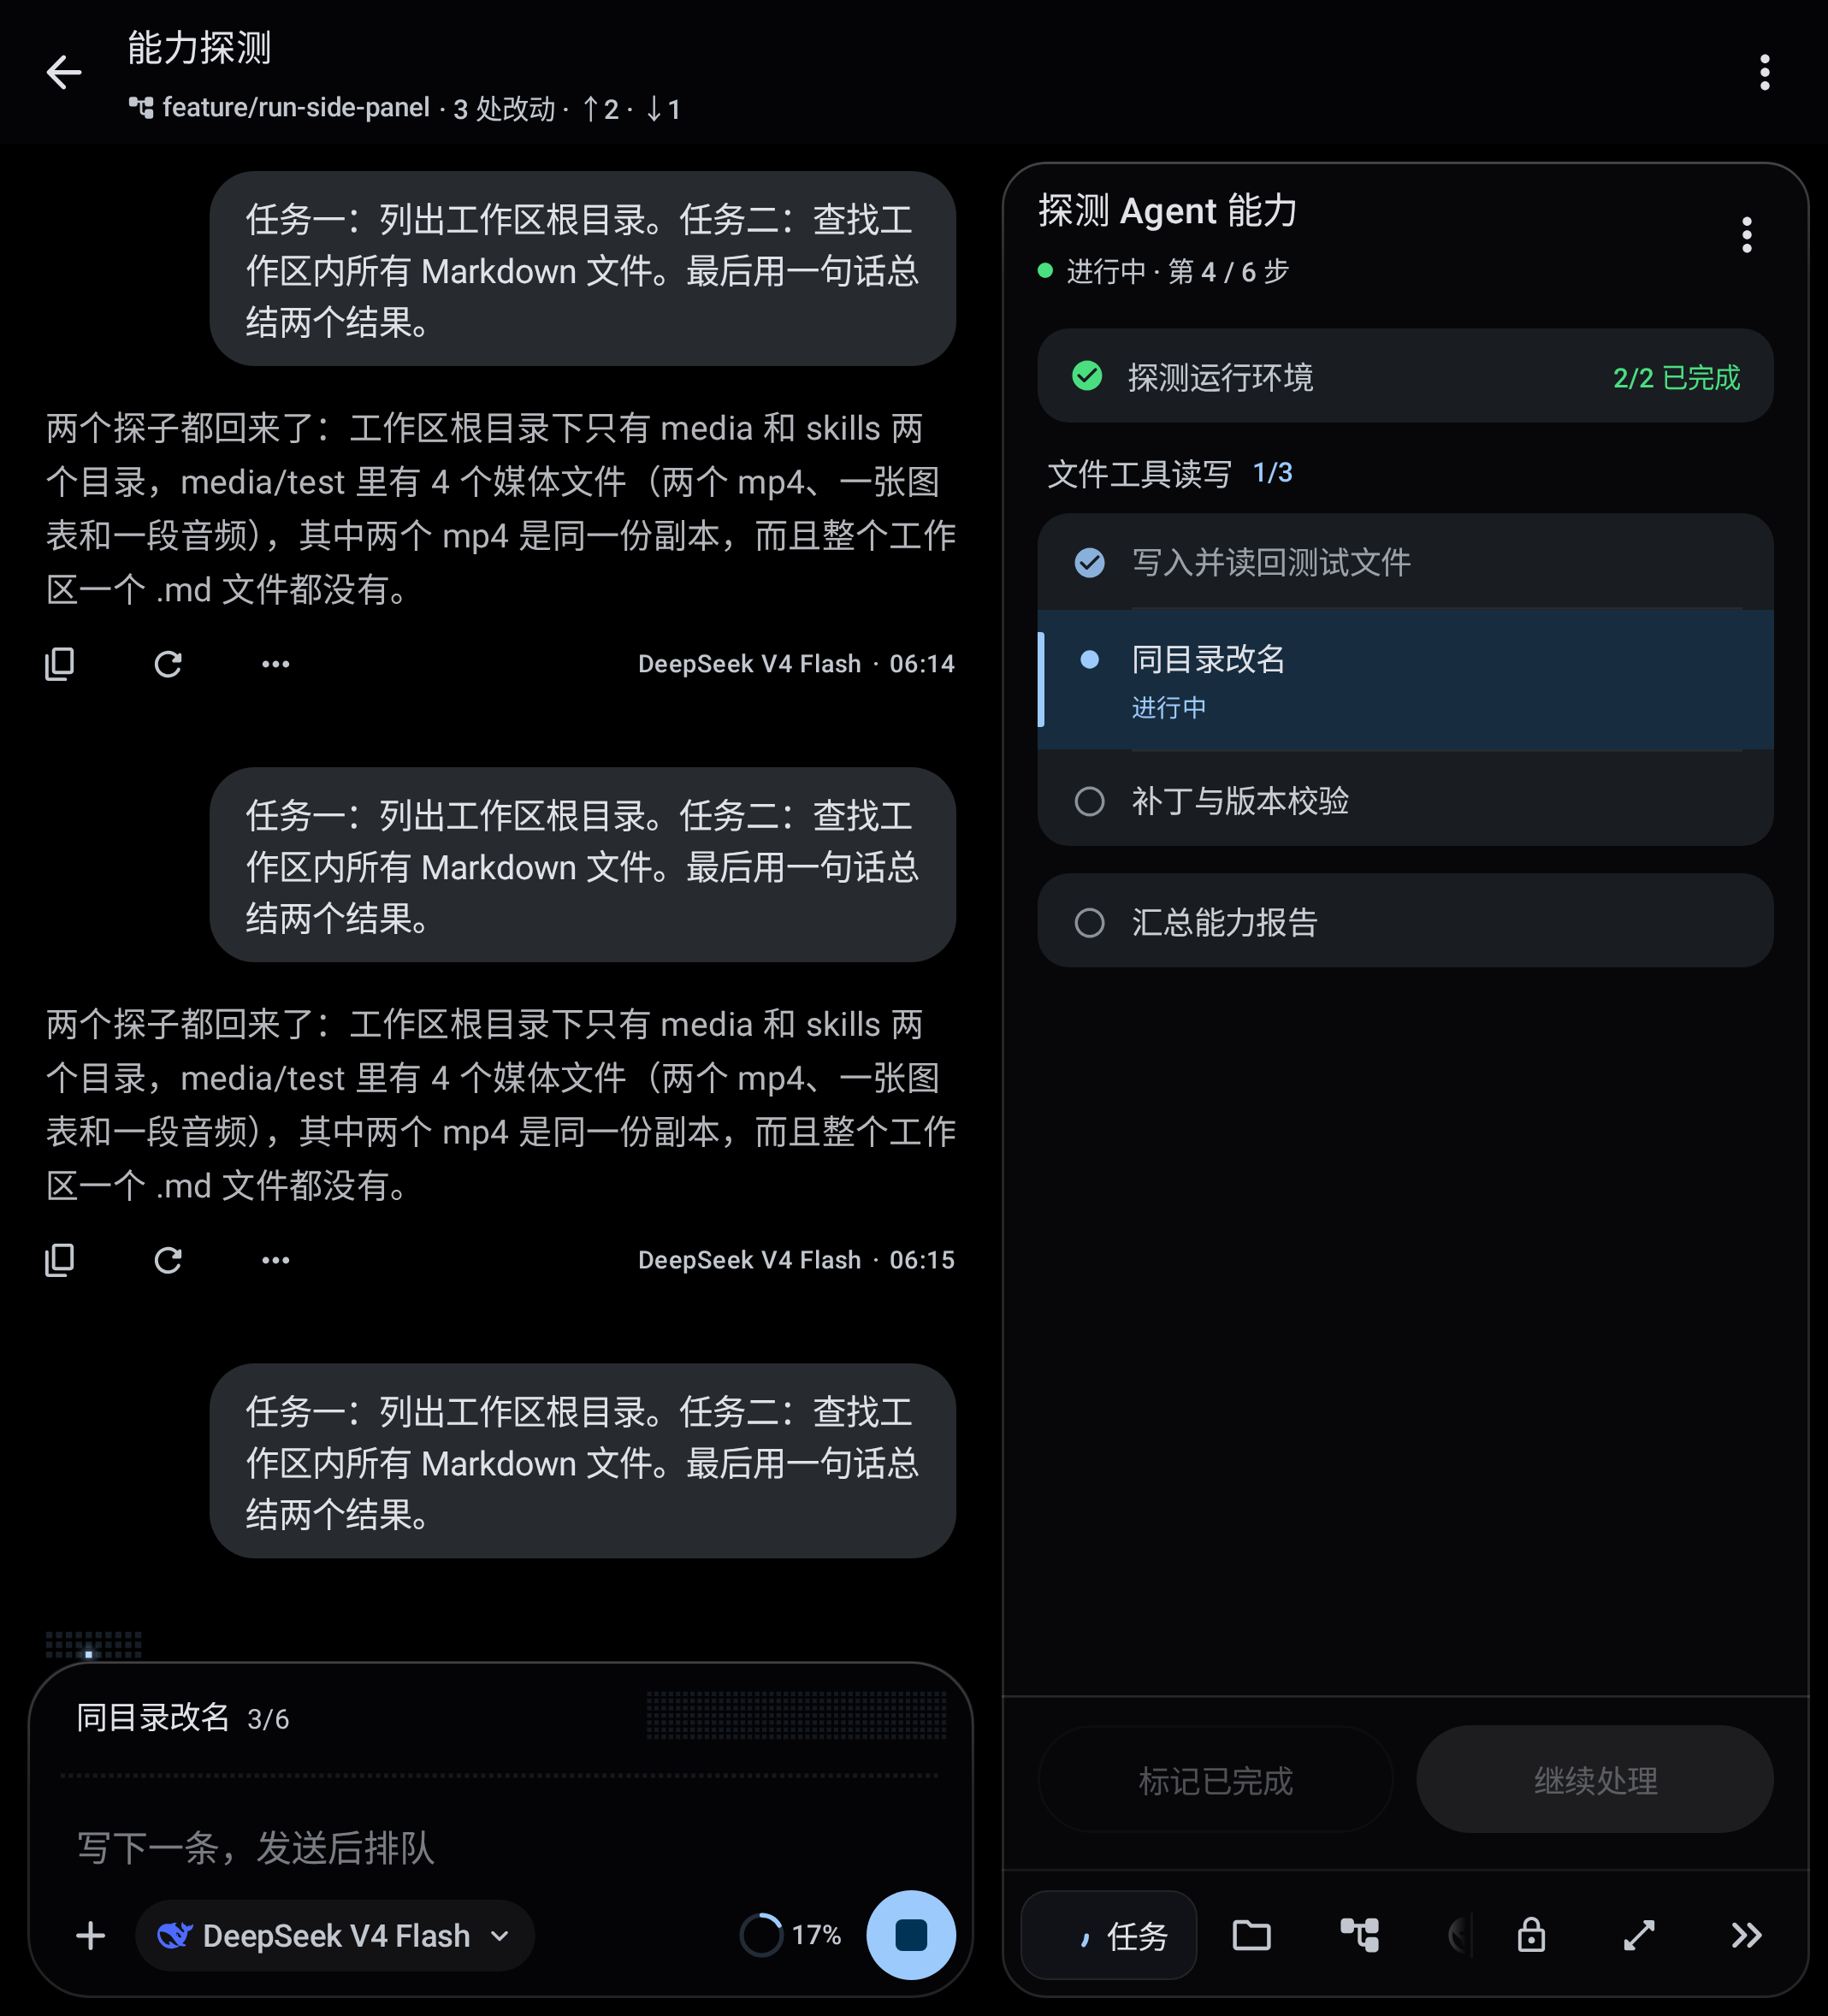 能力探测
feature/run-side-panel · 3 处改动 · ↑2 · ↓1
任务一：列出工作区根目录。任务二：查找工
作区内所有 Markdown 文件。最后用一句话总
结两个结果。
两个探子都回来了：工作区根目录下只有 media 和 skills 两
个目录，media/test 里有 4 个媒体文件（两个 mp4、一张图
表和一段音频），其中两个 mp4 是同一份副本，而且整个工作
区一个 .md 文件都没有。
DeepSeek V4 Flash · 06:14
任务一：列出工作区根目录。任务二：查找工
作区内所有 Markdown 文件。最后用一句话总
结两个结果。
两个探子都回来了：工作区根目录下只有 media 和 skills 两
个目录，media/test 里有 4 个媒体文件（两个 mp4、一张图
表和一段音频），其中两个 mp4 是同一份副本，而且整个工作
区一个 .md 文件都没有。
DeepSeek V4 Flash · 06:15
任务一：列出工作区根目录。任务二：查找工
作区内所有 Markdown 文件。最后用一句话总
结两个结果。
同目录改名 3/6
写下一条，发送后排队
DeepSeek V4 Flash
17%
探测 Agent 能力
进行中 · 第 4 / 6 步
探测运行环境 2/2 已完成
文件工具读写 1/3
写入并读回测试文件
同目录改名
进行中
补丁与版本校验
汇总能力报告
标记已完成 继续处理
任务